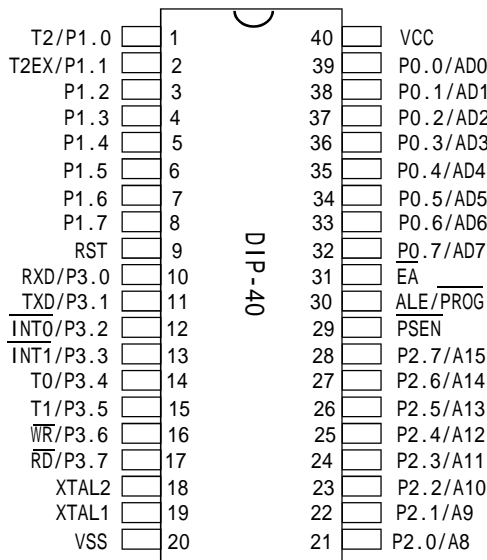 T2/P1.0 1 40 VCC
T2EX/P1.1 2 39 P0.0/AD0
P1.2 3 38 P0.1/AD1
P1.3 4 37 P0.2/AD2
P1.4 5 36 P0.3/AD3
P1.5 6 35 P0.4/AD4
P1.6 7 34 P0.5/AD5
P1.7 8 33 P0.6/AD6
RST 9 32 P0.7/AD7
RXD/P3.0 10 31 EA
TXD/P3.1 11 30 ALE/PROG
INT0/P3.2 12 29 PSEN
INT1/P3.3 13 28 P2.7/A15
T0/P3.4 14 27 P2.6/A14
T1/P3.5 15 26 P2.5/A13
WR/P3.6 16 25 P2.4/A12
RD/P3.7 17 24 P2.3/A11
XTAL2 18 23 P2.2/A10
XTAL1 19 22 P2.1/A9
VSS 20 21 P2.0/A8
DIP-40